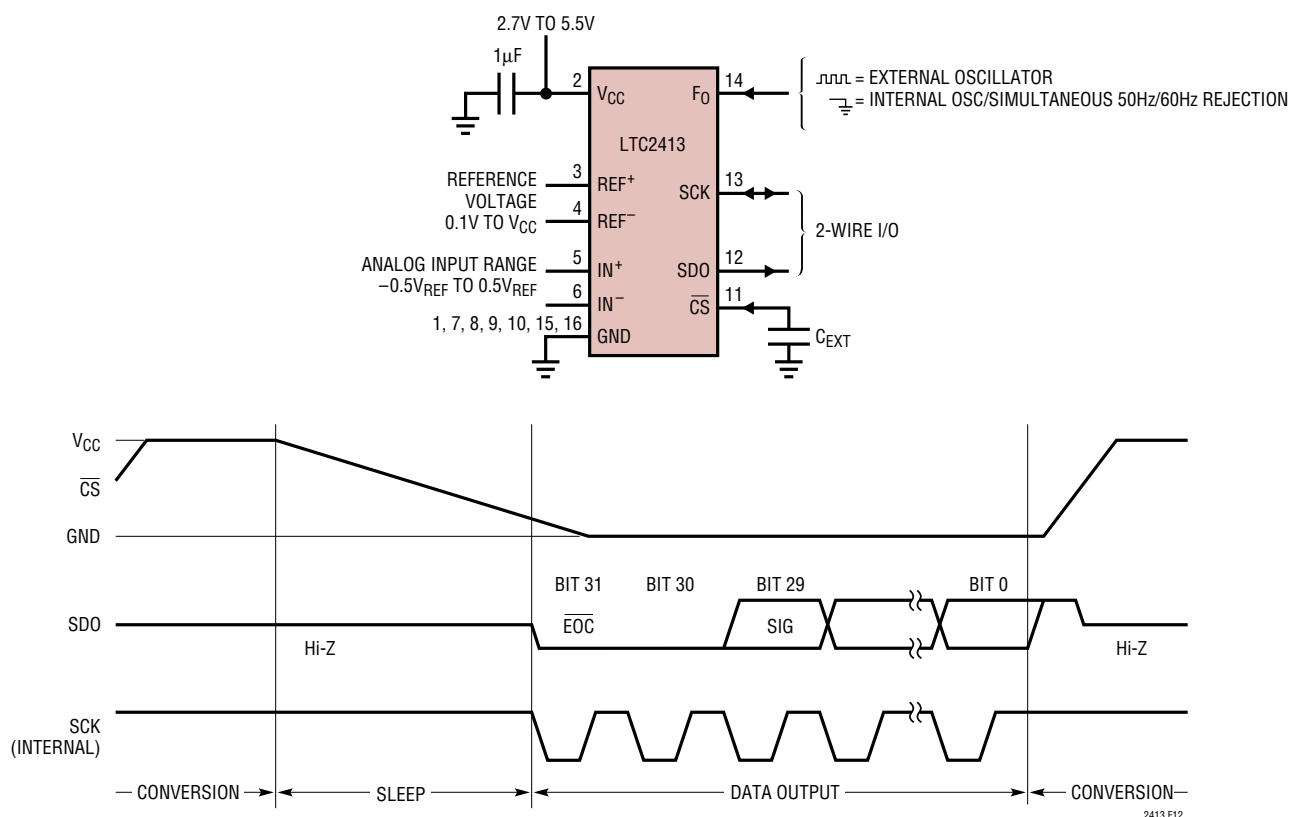 2.7V TO 5.5V
1µF
2
VCC
FO
14
= EXTERNAL OSCILLATOR
= INTERNAL OSC/SIMULTANEOUS 50Hz/60Hz REJECTION
LTC2413
REFERENCE
VOLTAGE
0.1V TO VCC
3
REF+
4
REF–
SCK
13
2-WIRE I/O
ANALOG INPUT RANGE
–0.5VREF TO 0.5VREF
5
IN+
6
IN–
SDO
12
CS
11
1, 7, 8, 9, 10, 15, 16
GND
CEXT
VCC
CS
GND
BIT 31
BIT 30
BIT 29
BIT 0
SDO
EOC
SIG
Hi-Z
Hi-Z
SCK
(INTERNAL)
CONVERSION
SLEEP
DATA OUTPUT
CONVERSION
2413 F12